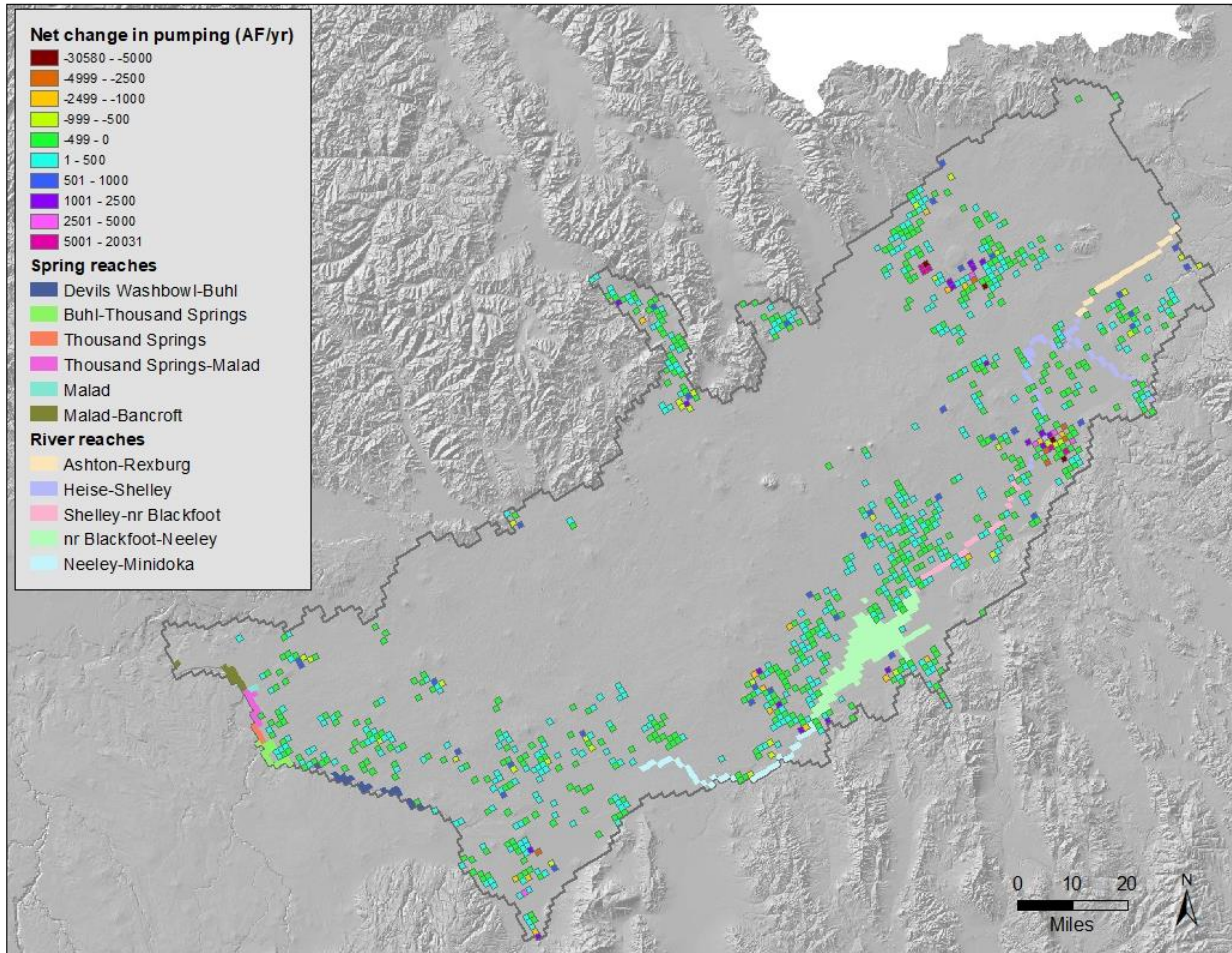 Net change in pumping (AF/yr)
-30580 - -5000
-4999 - -2500
-2499 - -1000
-999 - -500
-499 - 0
1 - 500
501 - 1000
1001 - 2500
2501 - 5000
5001 - 20031
Spring reaches
Devils Washbowl-Buhl
Buhl-Thousand Springs
Thousand Springs
Thousand Springs-Malad
Malad
Malad-Bancroft
River reaches
Ashton-Rexburg
Heise-Shelley
Shelley-nr Blackfoot
nr Blackfoot-Neeley
Neeley-Minidoka
0 10 20
Miles
N